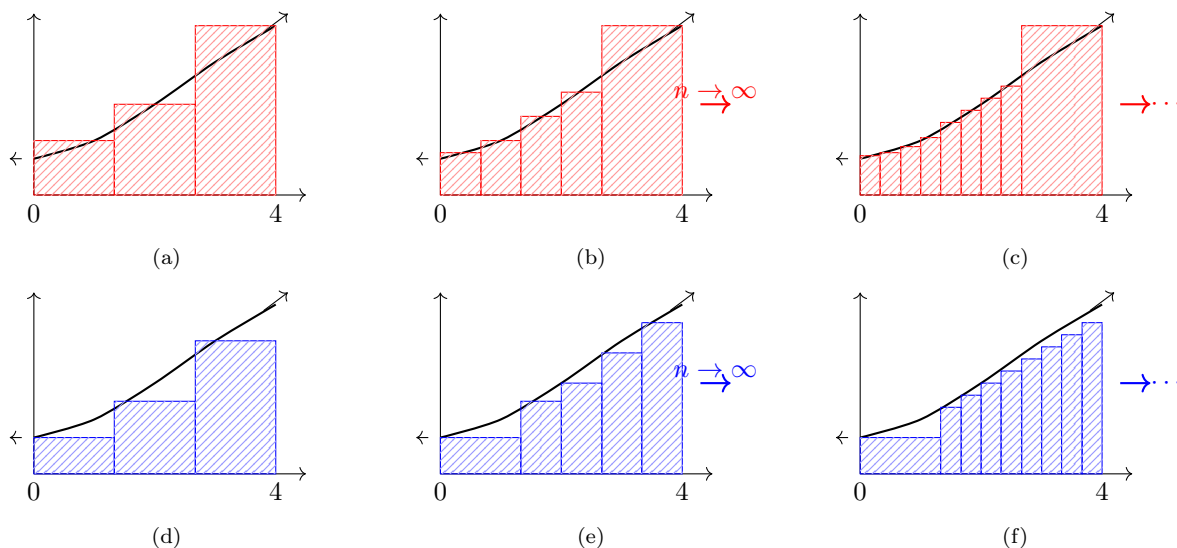 n → ∞
→ →⋯
0 4 0 4 0 4
(a) (b) (c)
n → ∞
→ →⋯
0 4 0 4 0 4
(d) (e) (f)